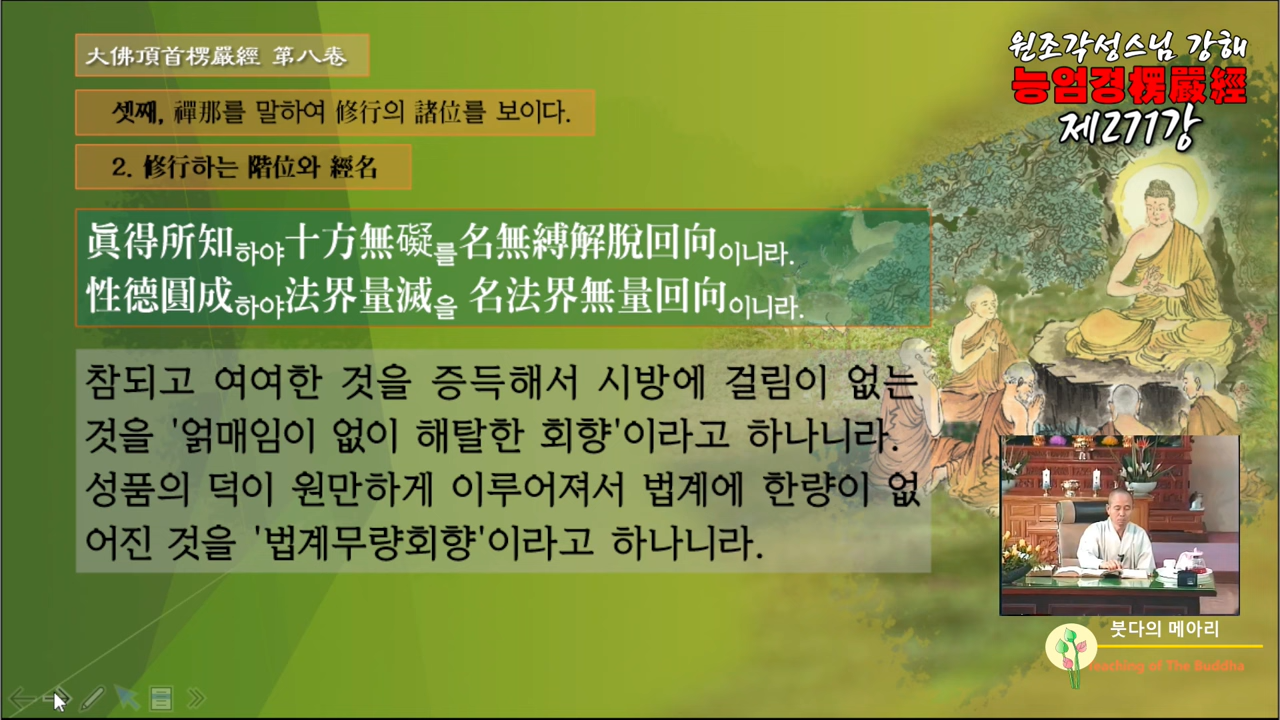 大佛頂首楞嚴經 第八卷
셋째, 禪那를 말하여 修行의 諸位를 보이다.
2. 修行하는 階位와 經名
眞得所知하야十方無礙를名無縛解脫回向이니라.
性德圓成하야法界量滅을 名法界無量回向이니라.
참되고 여여한 것을 증득해서 시방에 걸림이 없는
것을 '얽매임이 없이 해탈한 회향'이라고 하나니라.
성품의 덕이 원만하게 이루어져서 법계에 한량이 없
어진 것을 '법계무량회향'이라고 하나니라.
원조각성스님 강해
능엄경楞嚴經
제277강
붓다의 메아리
Teaching of The Buddha